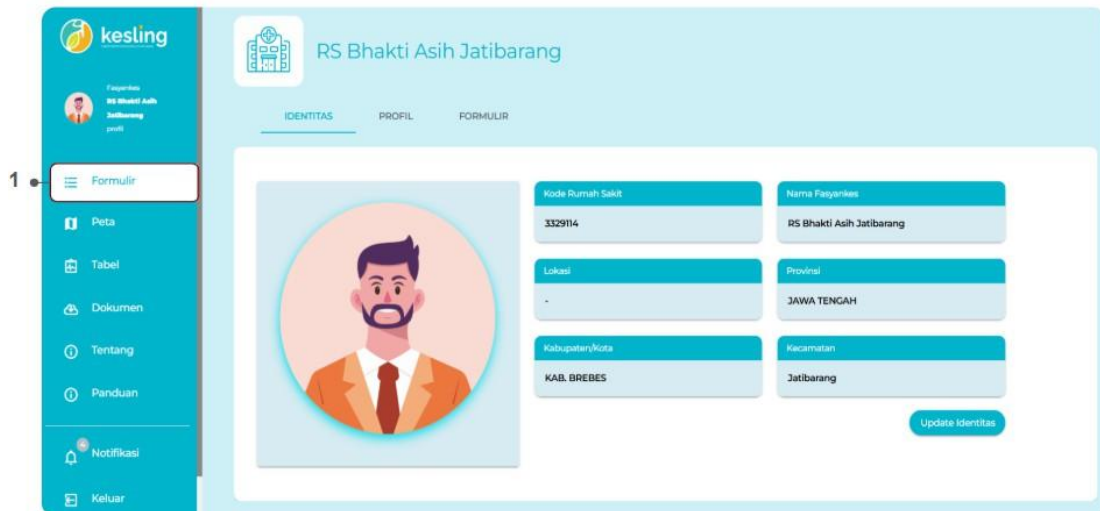 kesling
Fasyankes
RS Bhakti Asih
Jatibarang
profil
1
Formulir
Peta
Tabel
Dokumen
Tentang
Panduan
Notifikasi
Keluar
RS Bhakti Asih Jatibarang
IDENTITAS PROFIL FORMULIR
Kode Rumah Sakit
3329114
Nama Fasyankes
RS Bhakti Asih Jatibarang
Lokasi
-
Provinsi
JAWA TENGAH
Kabupaten/Kota
KAB. BREBES
Kecamatan
Jatibarang
Update Identitas